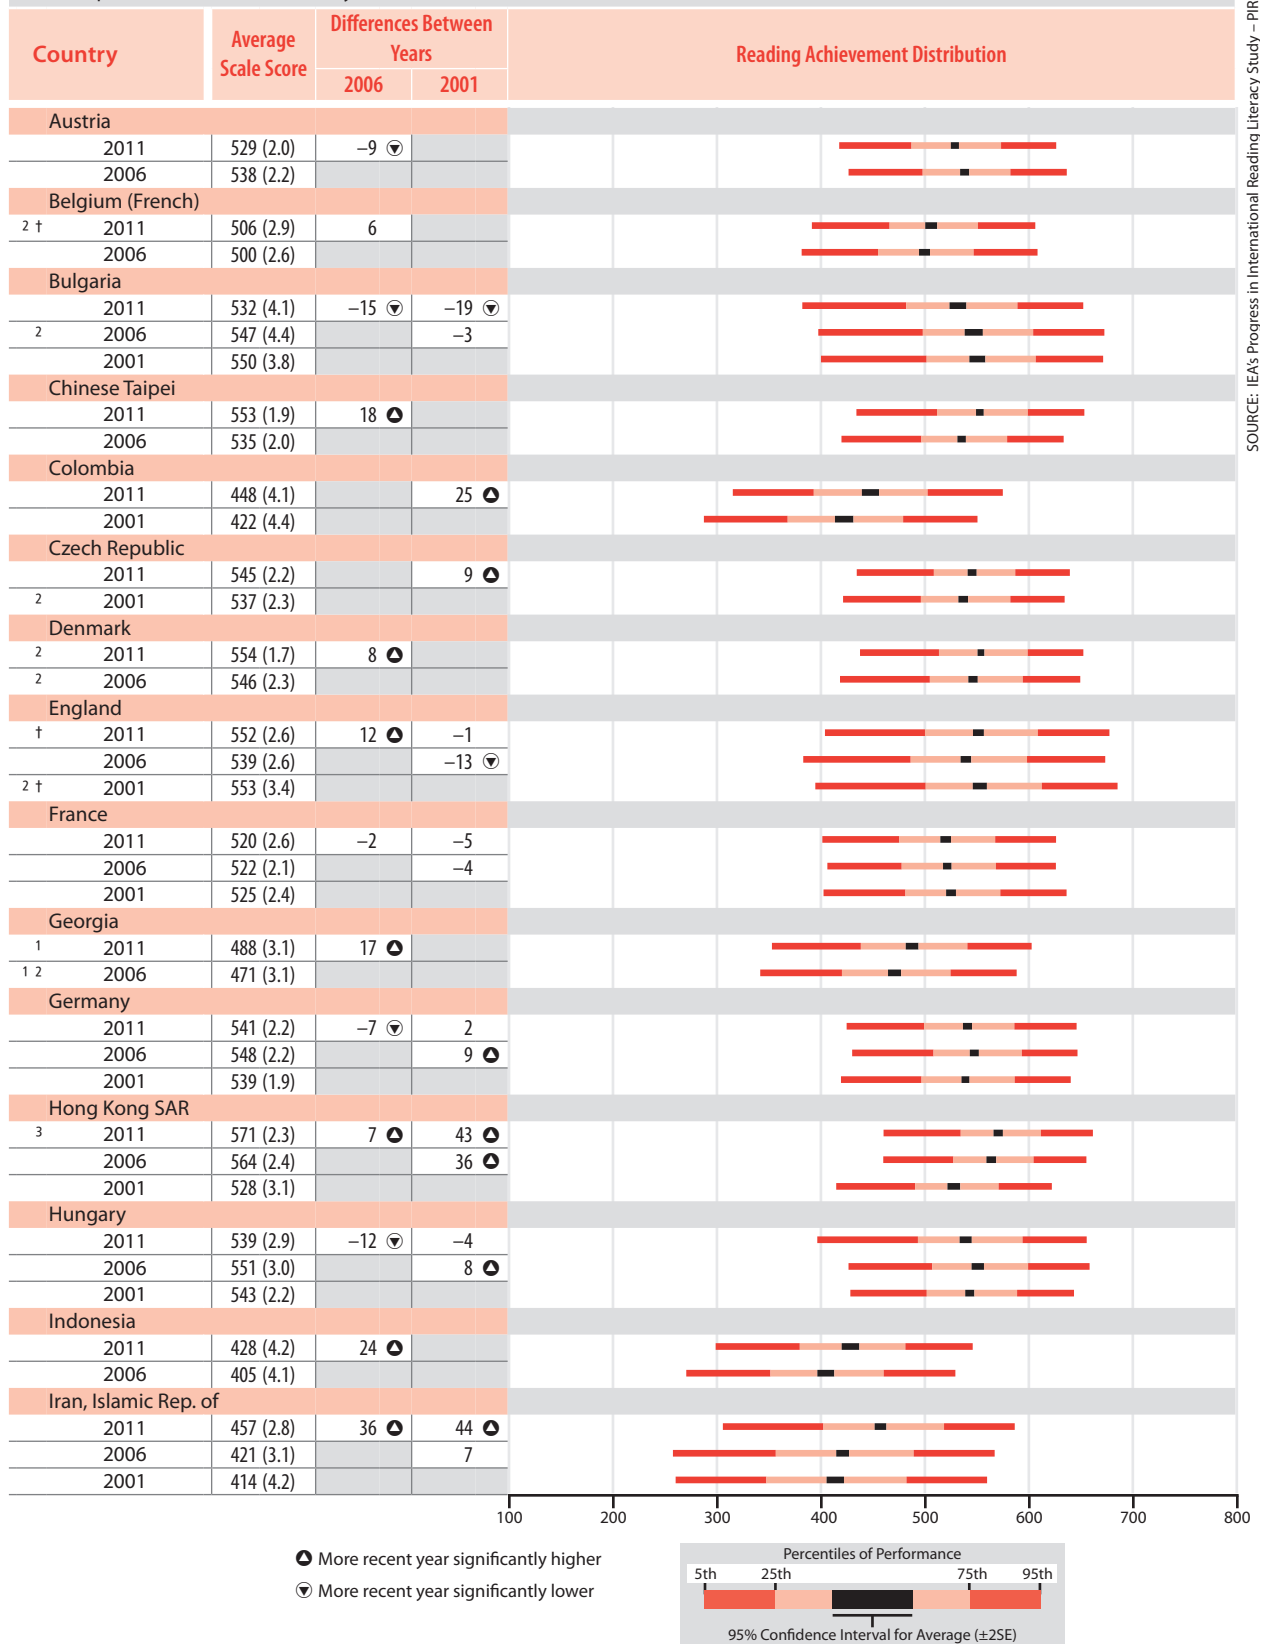 Country
Average
Scale Score
Differences Between
Years
2006 2001
Reading Achievement Distribution
Austria
2011 529 (2.0) –9
2006 538 (2.2)
Belgium (French)
2 † 2011 506 (2.9) 6
2006 500 (2.6)
Bulgaria
2011 532 (4.1) –15 –19
2 2006 547 (4.4) –3
2001 550 (3.8)
Chinese Taipei
2011 553 (1.9) 18
2006 535 (2.0)
Colombia
2011 448 (4.1) 25
2001 422 (4.4)
Czech Republic
2011 545 (2.2) 9
2 2001 537 (2.3)
Denmark
2 2011 554 (1.7) 8
2 2006 546 (2.3)
England
† 2011 552 (2.6) 12 –1
2006 539 (2.6) –13
2 † 2001 553 (3.4)
France
2011 520 (2.6) –2 –5
2006 522 (2.1) –4
2001 525 (2.4)
Georgia
1 2011 488 (3.1) 17
1 2 2006 471 (3.1)
Germany
2011 541 (2.2) –7 2
2006 548 (2.2) 9
2001 539 (1.9)
Hong Kong SAR
3 2011 571 (2.3) 7 43
2006 564 (2.4) 36
2001 528 (3.1)
Hungary
2011 539 (2.9) –12 –4
2006 551 (3.0) 8
2001 543 (2.2)
Indonesia
2011 428 (4.2) 24
2006 405 (4.1)
Iran, Islamic Rep. of
2011 457 (2.8) 36 44
2006 421 (3.1) 7
2001 414 (4.2)
100 200 300 400 500 600 700 800
More recent year significantly higher
More recent year significantly lower
Percentiles of Performance
5th 25th 75th 95th
95% Confidence Interval for Average (±2SE)
SOURCE: IEA's Progress in International Reading Literacy Study – PIR